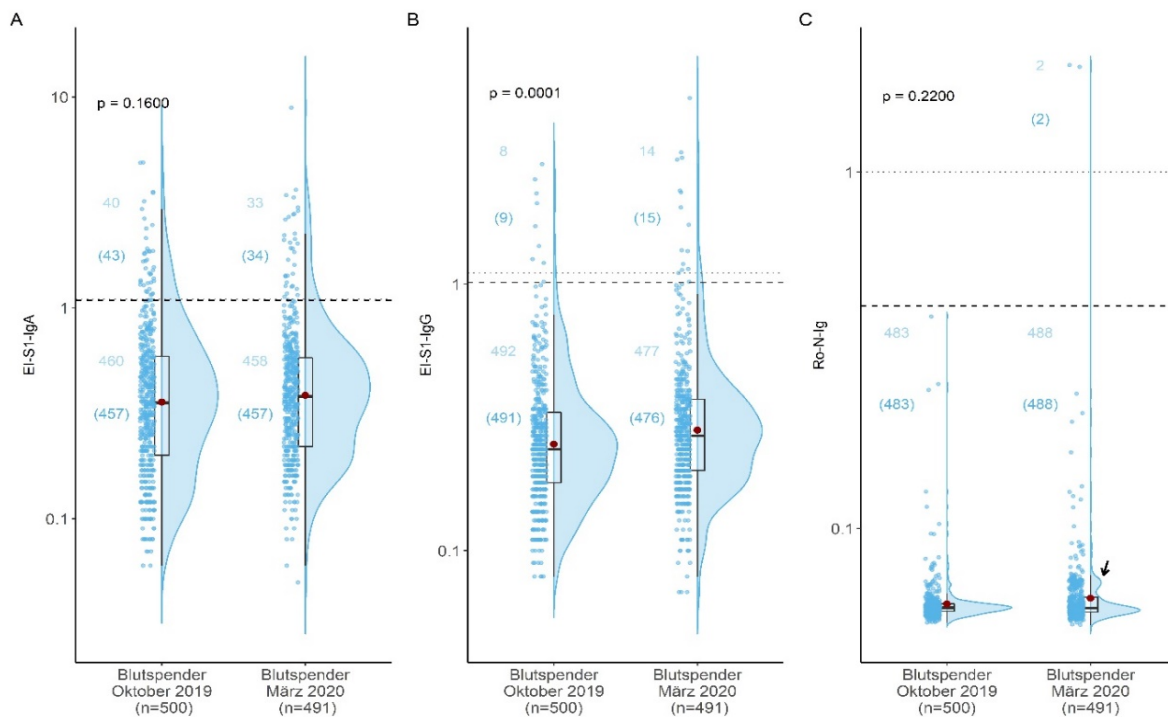 A
EI-S1-IgA
10
1
0.1
p = 0.1600
40
(43)
460
(457)
33
(34)
458
(457)
Blutspender
Oktober 2019
(n=500)
Blutspender
März 2020
(n=491)
B
EI-S1-IgG
1
0.1
p = 0.0001
8
(9)
492
(491)
14
(15)
477
(476)
Blutspender
Oktober 2019
(n=500)
Blutspender
März 2020
(n=491)
C
Ro-N-Ig
1
0.1
p = 0.2200
483
(483)
2
(2)
488
(488)
Blutspender
Oktober 2019
(n=500)
Blutspender
März 2020
(n=491)